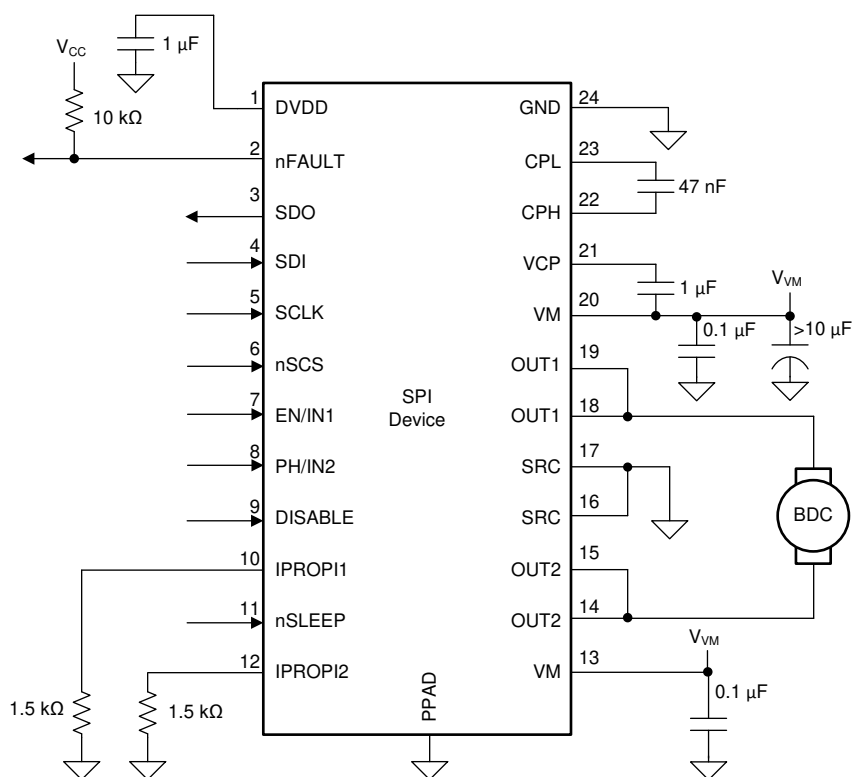 1 µF
V_CC
10 kΩ
1 DVDD GND 24
2 nFAULT CPL 23
47 nF
3 SDO CPH 22
4 SDI VCP 21
1 µF
V_VM
5 SCLK VM 20
0.1 µF >10 µF
6 nSCS OUT1 19
SPI
Device
7 EN/IN1 OUT1 18
8 PH/IN2 SRC 17
9 DISABLE SRC 16
BDC
10 IPROPI1 OUT2 15
11 nSLEEP OUT2 14
V_VM
12 IPROPI2 VM 13
0.1 µF
1.5 kΩ 1.5 kΩ
PPAD